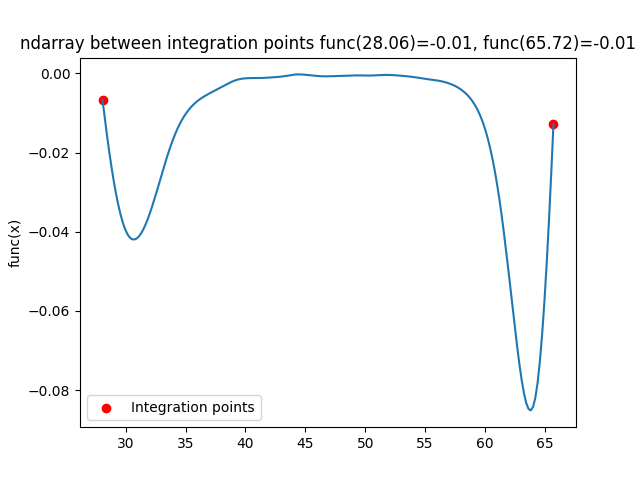 ndarray between integration points func(28.06)=-0.01, func(65.72)=-0.01
func(x)
0.00
−0.02
−0.04
−0.06
−0.08
Integration points
30 35 40 45 50 55 60 65